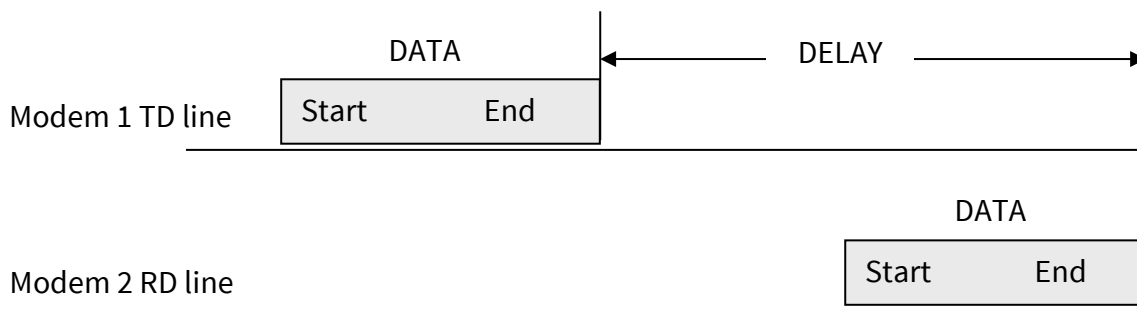 DATA
DELAY
Start End
Modem 1 TD line
DATA
Start End
Modem 2 RD line